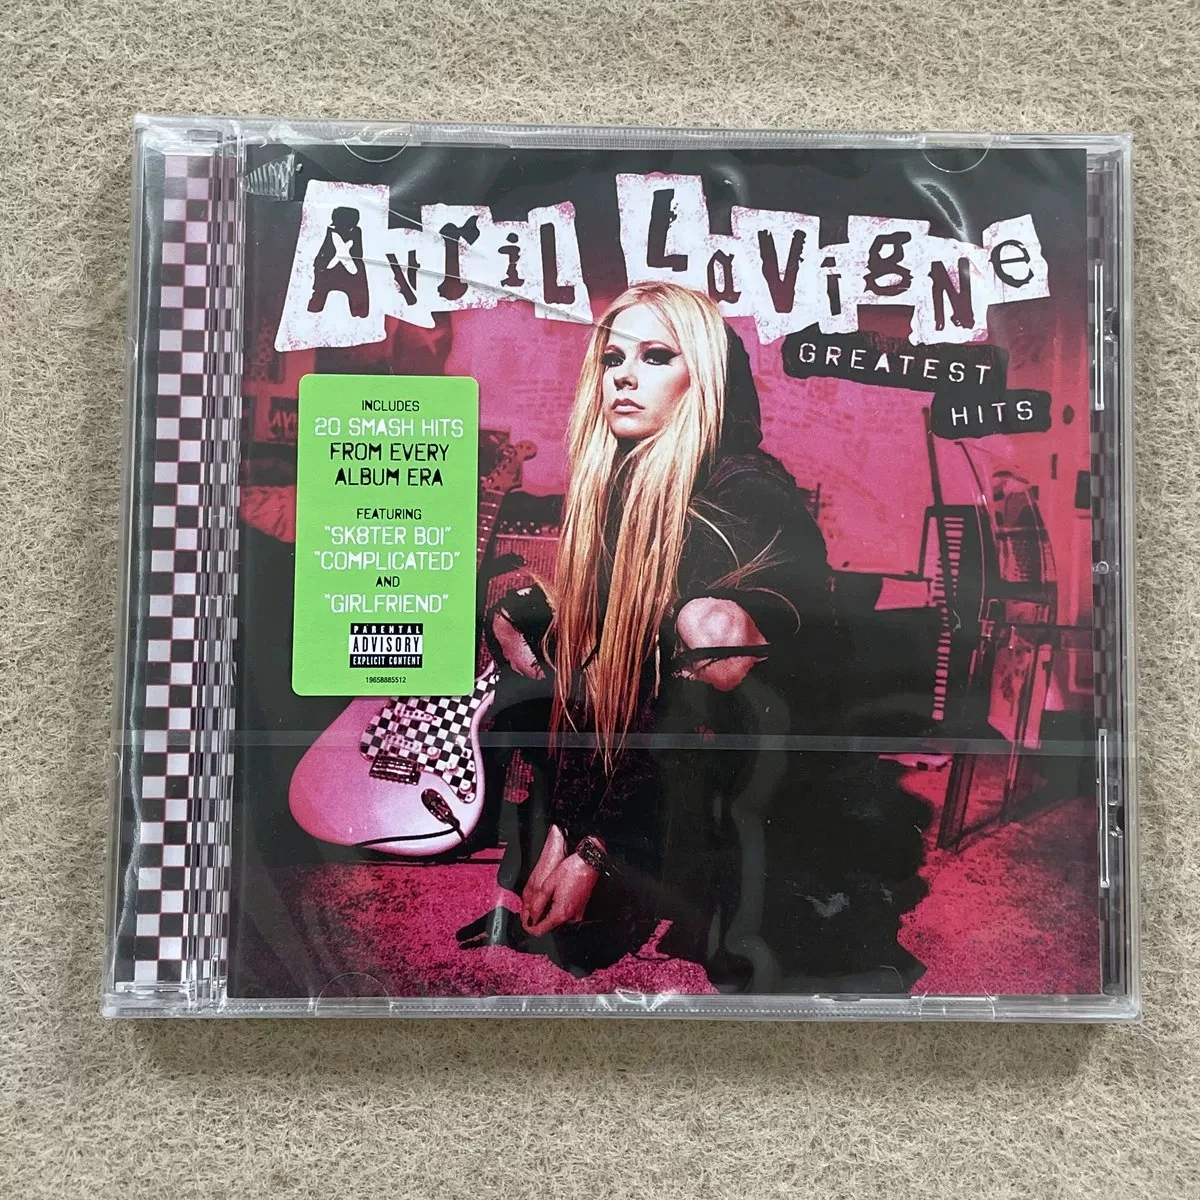 Avril Lavigne
GREATEST
HITS
INCLUDES
20 SMASH HITS
FROM EVERY
ALBUM ERA
FEATURING
"SK8TER BOI"
"COMPLICATED"
AND
"GIRLFRIEND"
PARENTAL
ADVISORY
EXPLICIT CONTENT
19658885512